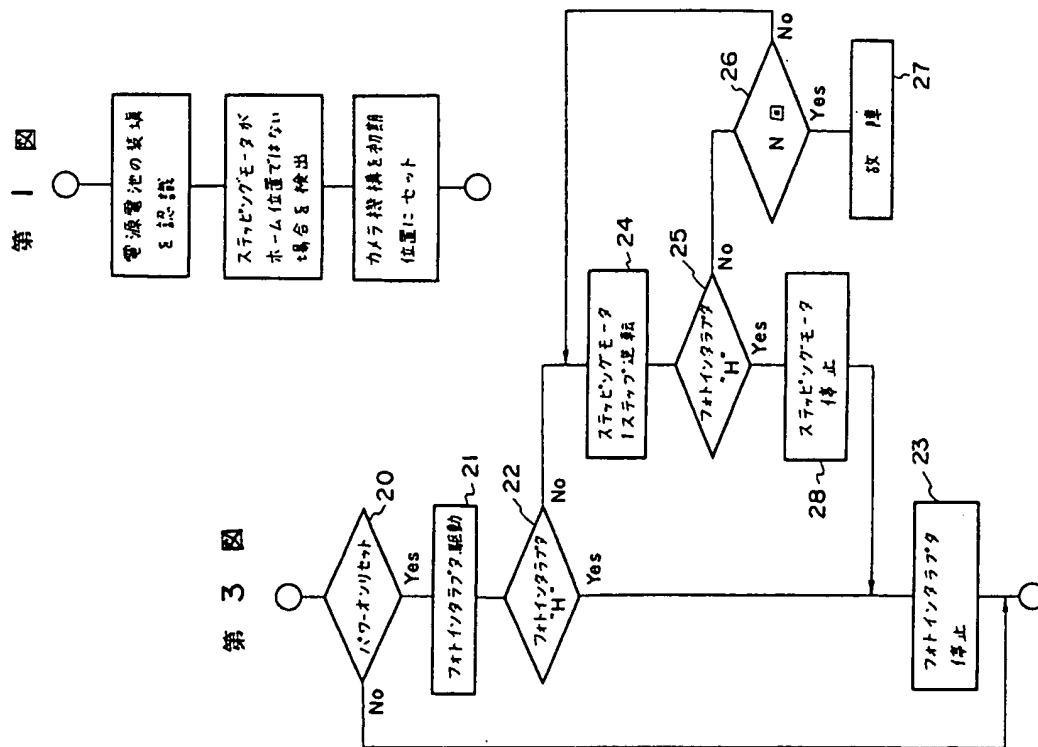 第 1 図
電源電池の装填
を認識
ステッピングモータが
ホーム位置ではない
場合を検出
カメラ機構を初期
位置にセット
第 3 図
パワーオンリセット
20
Yes
No
フォトインタラプタ駆動
21
フォトインタラプタ
"H"
22
No
Yes
ステッピングモータ
1ステップ逆転
24
フォトインタラプタ
"H"
25
No
Yes
N 回
26
No
Yes
故 障
27
ステッピングモータ
停止
28
フォトインタラプタ
停止
23